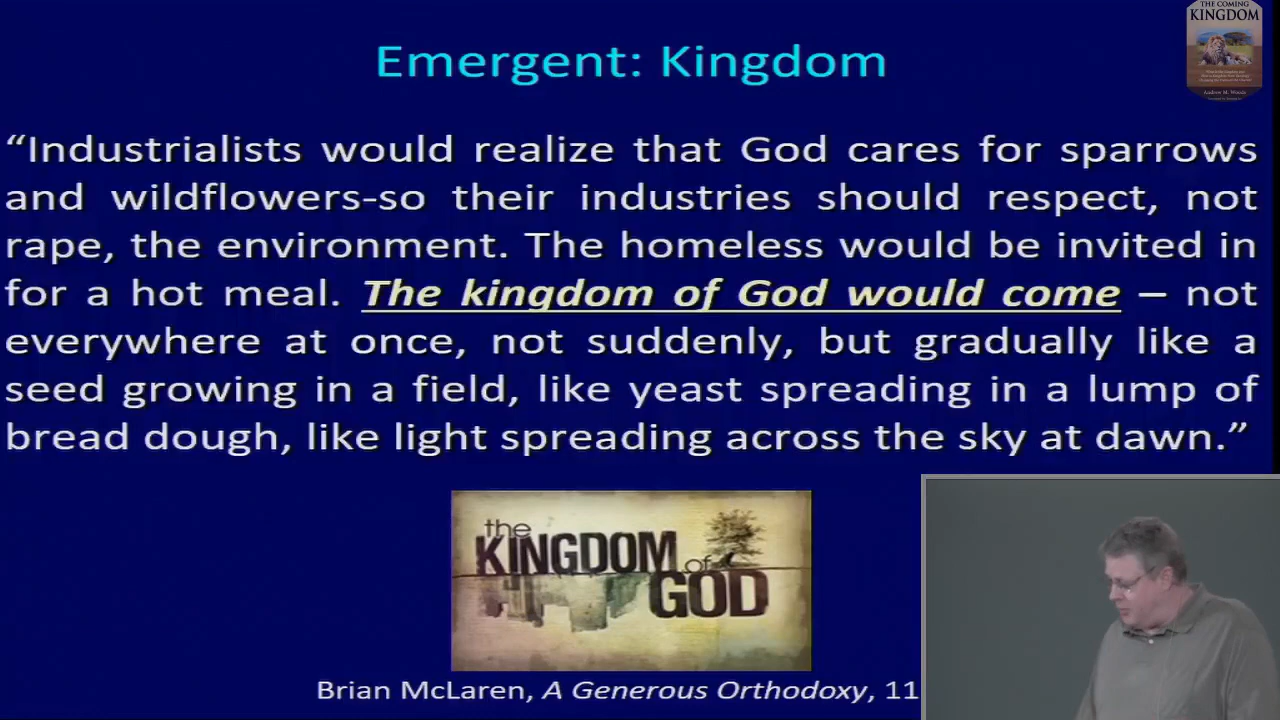 THE COMING
KINGDOM
Andrew M. Woods
Emergent: Kingdom
“Industrialists would realize that God cares for sparrows
and wildflowers-so their industries should respect, not
rape, the environment. The homeless would be invited in
for a hot meal. The kingdom of God would come – not
everywhere at once, not suddenly, but gradually like a
seed growing in a field, like yeast spreading in a lump of
bread dough, like light spreading across the sky at dawn.”
the
KINGDOM
of
GOD
Brian McLaren, A Generous Orthodoxy, 11